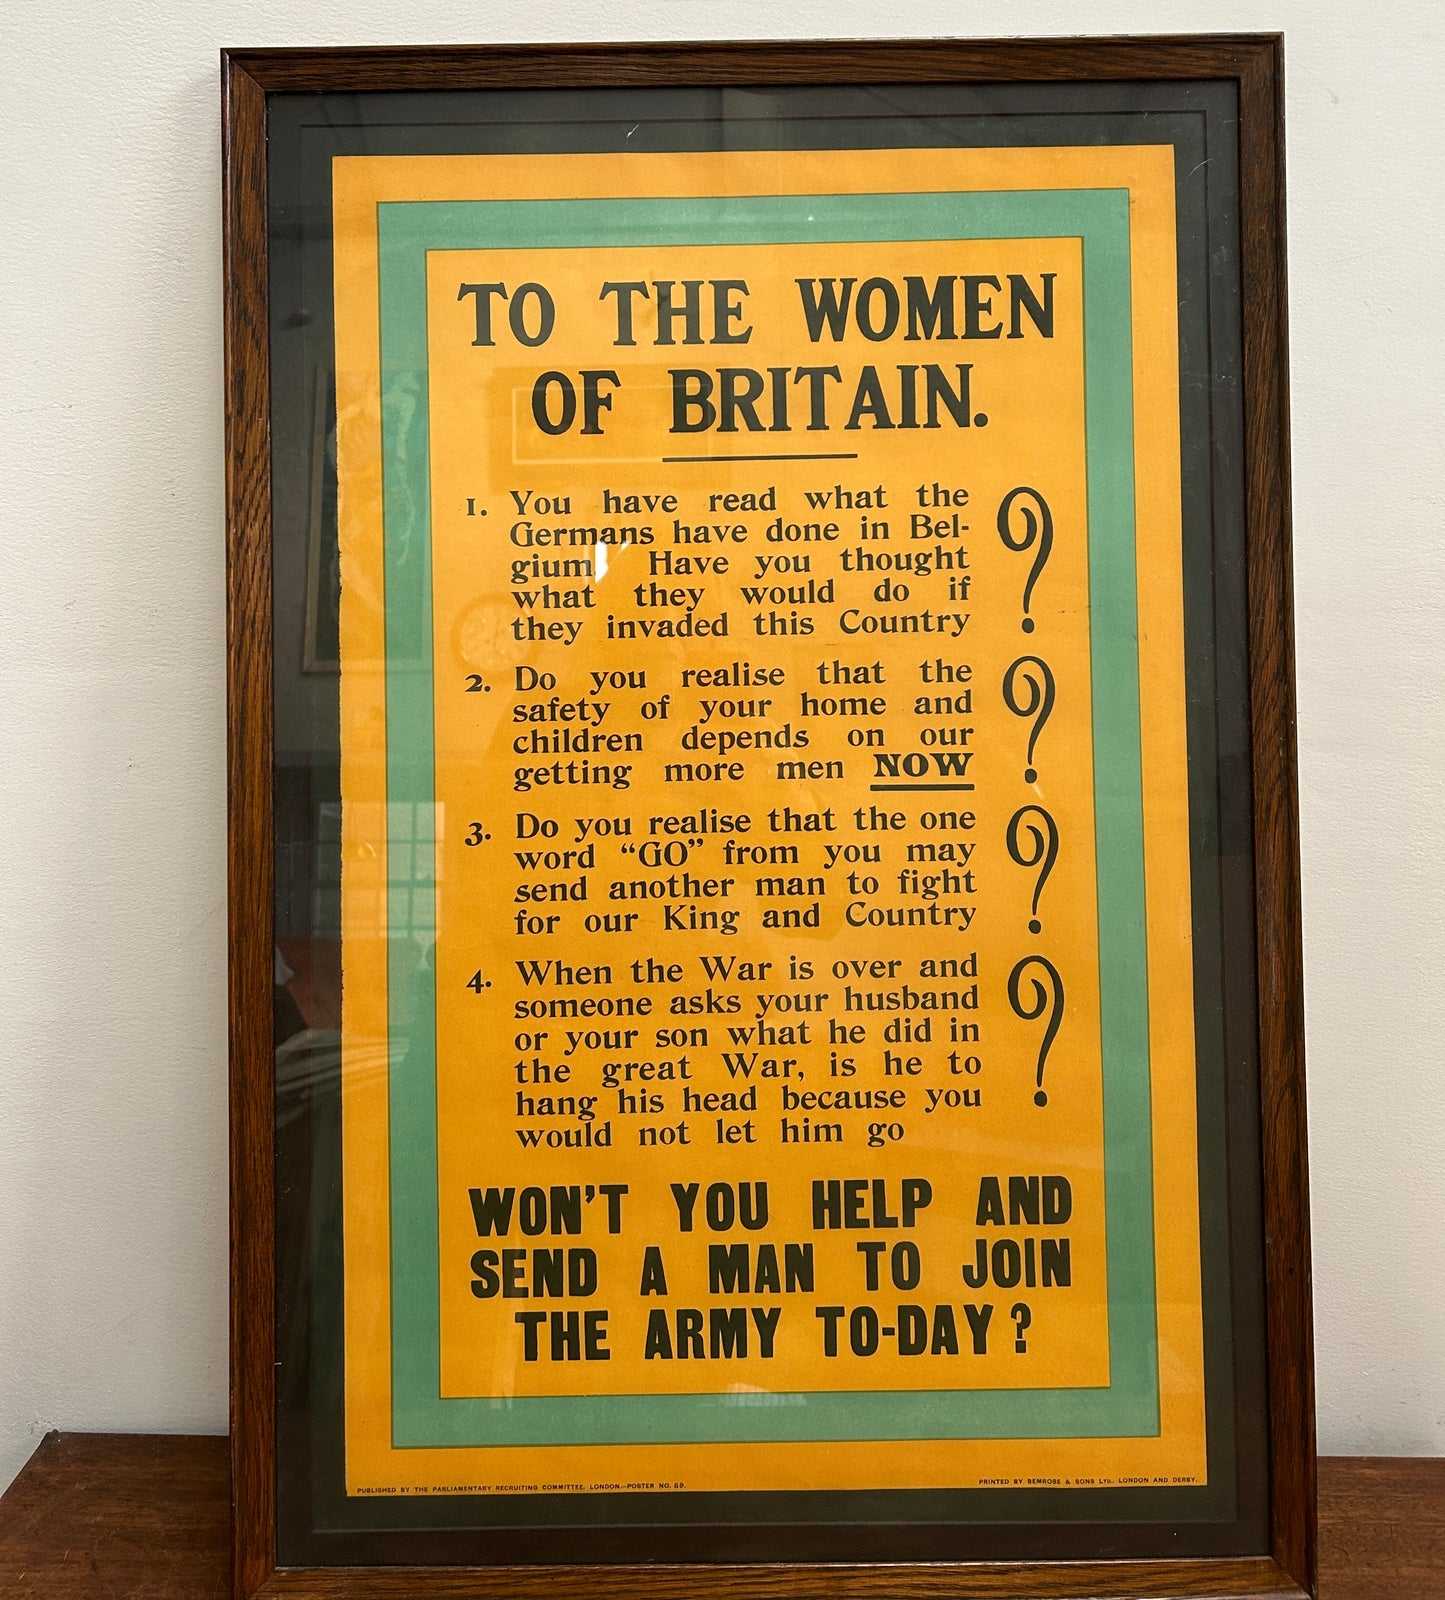 TO THE WOMEN
OF BRITAIN.
1. You have read what the
Germans have done in Bel-
gium. Have you thought
what they would do if
they invaded this Country ?
2. Do you realise that the
safety of your home and
children depends on our
getting more men NOW ?
3. Do you realise that the one
word “GO” from you may
send another man to fight
for our King and Country ?
4. When the War is over and
someone asks your husband
or your son what he did in
the great War, is he to
hang his head because you
would not let him go ?
WON'T YOU HELP AND
SEND A MAN TO JOIN
THE ARMY TO-DAY ?
PUBLISHED BY THE PARLIAMENTARY RECRUITING COMMITTEE, LONDON.—POSTER NO. 69.
PRINTED BY BEMROSE & SONS LTD., LONDON AND DERBY.